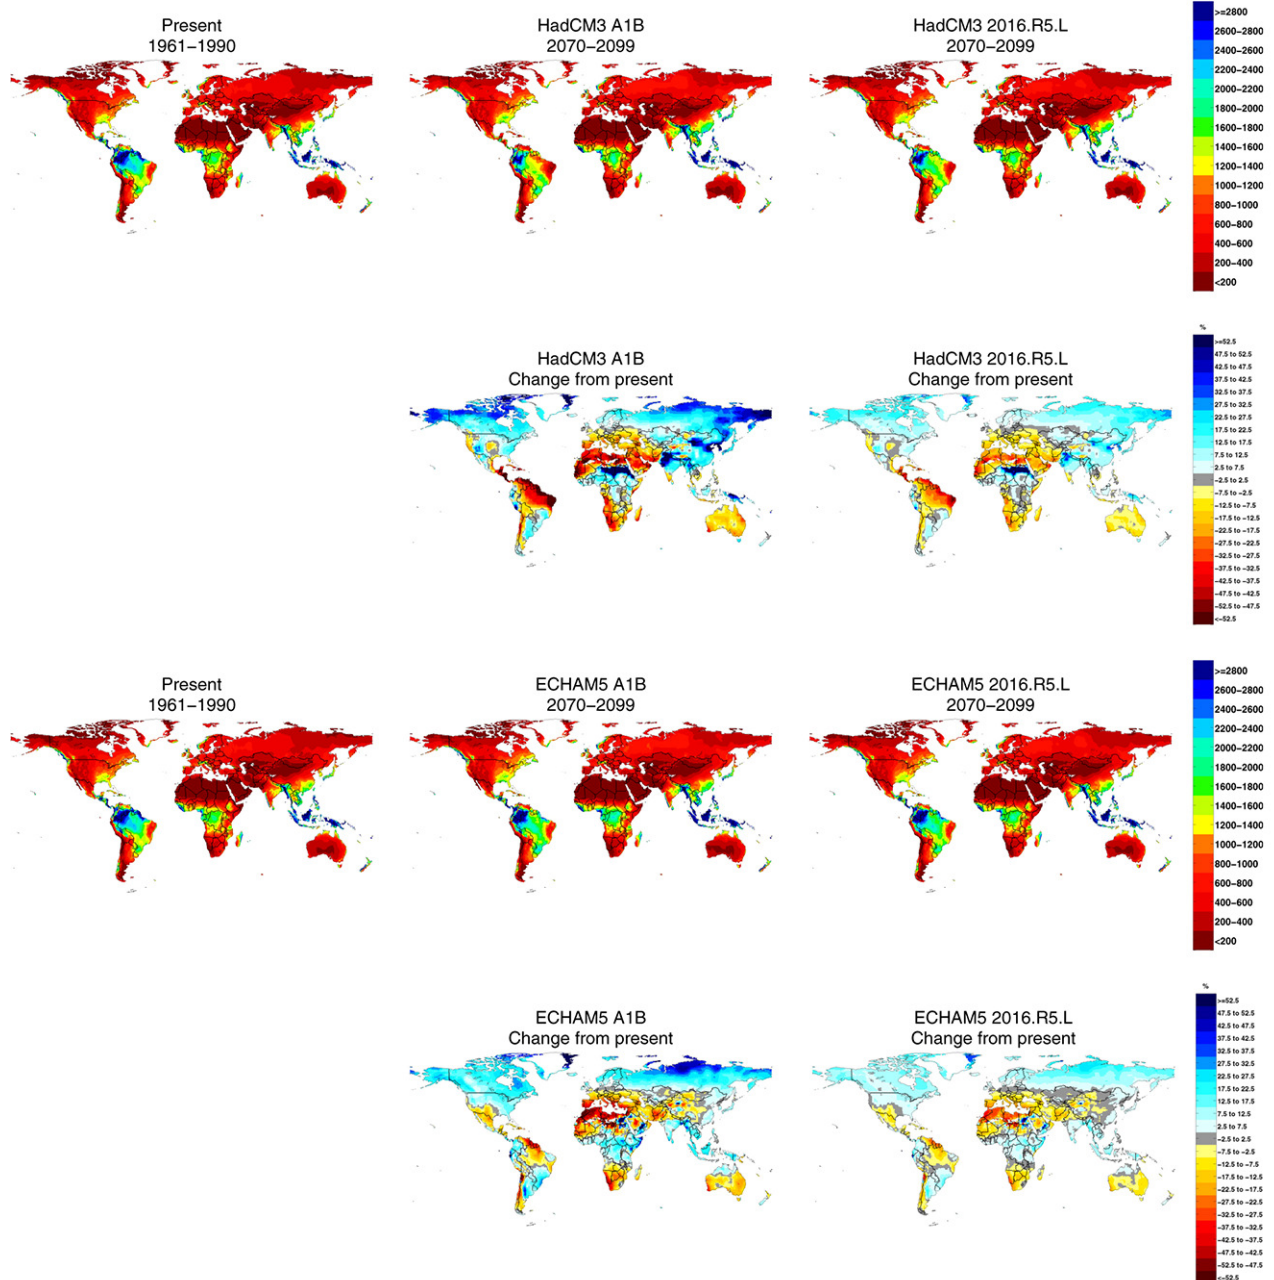 Present
1961–1990
HadCM3 A1B
2070–2099
HadCM3 2016.R5.L
2070–2099
>=2800
2600–2800
2400–2600
2200–2400
2000–2200
1800–2000
1600–1800
1400–1600
1200–1400
1000–1200
800–1000
600–800
400–600
200–400
<200
HadCM3 A1B
Change from present
HadCM3 2016.R5.L
Change from present
%
>=52.5
47.5 to 52.5
42.5 to 47.5
37.5 to 42.5
32.5 to 37.5
27.5 to 32.5
22.5 to 27.5
17.5 to 22.5
12.5 to 17.5
7.5 to 12.5
2.5 to 7.5
−2.5 to 2.5
−7.5 to −2.5
−12.5 to −7.5
−17.5 to −12.5
−22.5 to −17.5
−27.5 to −22.5
−32.5 to −27.5
−37.5 to −32.5
−42.5 to −37.5
−47.5 to −42.5
−52.5 to −47.5
<−52.5
Present
1961–1990
ECHAM5 A1B
2070–2099
ECHAM5 2016.R5.L
2070–2099
>=2800
2600–2800
2400–2600
2200–2400
2000–2200
1800–2000
1600–1800
1400–1600
1200–1400
1000–1200
800–1000
600–800
400–600
200–400
<200
ECHAM5 A1B
Change from present
ECHAM5 2016.R5.L
Change from present
%
>=52.5
47.5 to 52.5
42.5 to 47.5
37.5 to 42.5
32.5 to 37.5
27.5 to 32.5
22.5 to 27.5
17.5 to 22.5
12.5 to 17.5
7.5 to 12.5
2.5 to 7.5
−2.5 to 2.5
−7.5 to −2.5
−12.5 to −7.5
−17.5 to −12.5
−22.5 to −17.5
−27.5 to −22.5
−32.5 to −27.5
−37.5 to −32.5
−42.5 to −37.5
−47.5 to −42.5
−52.5 to −47.5
<−52.5